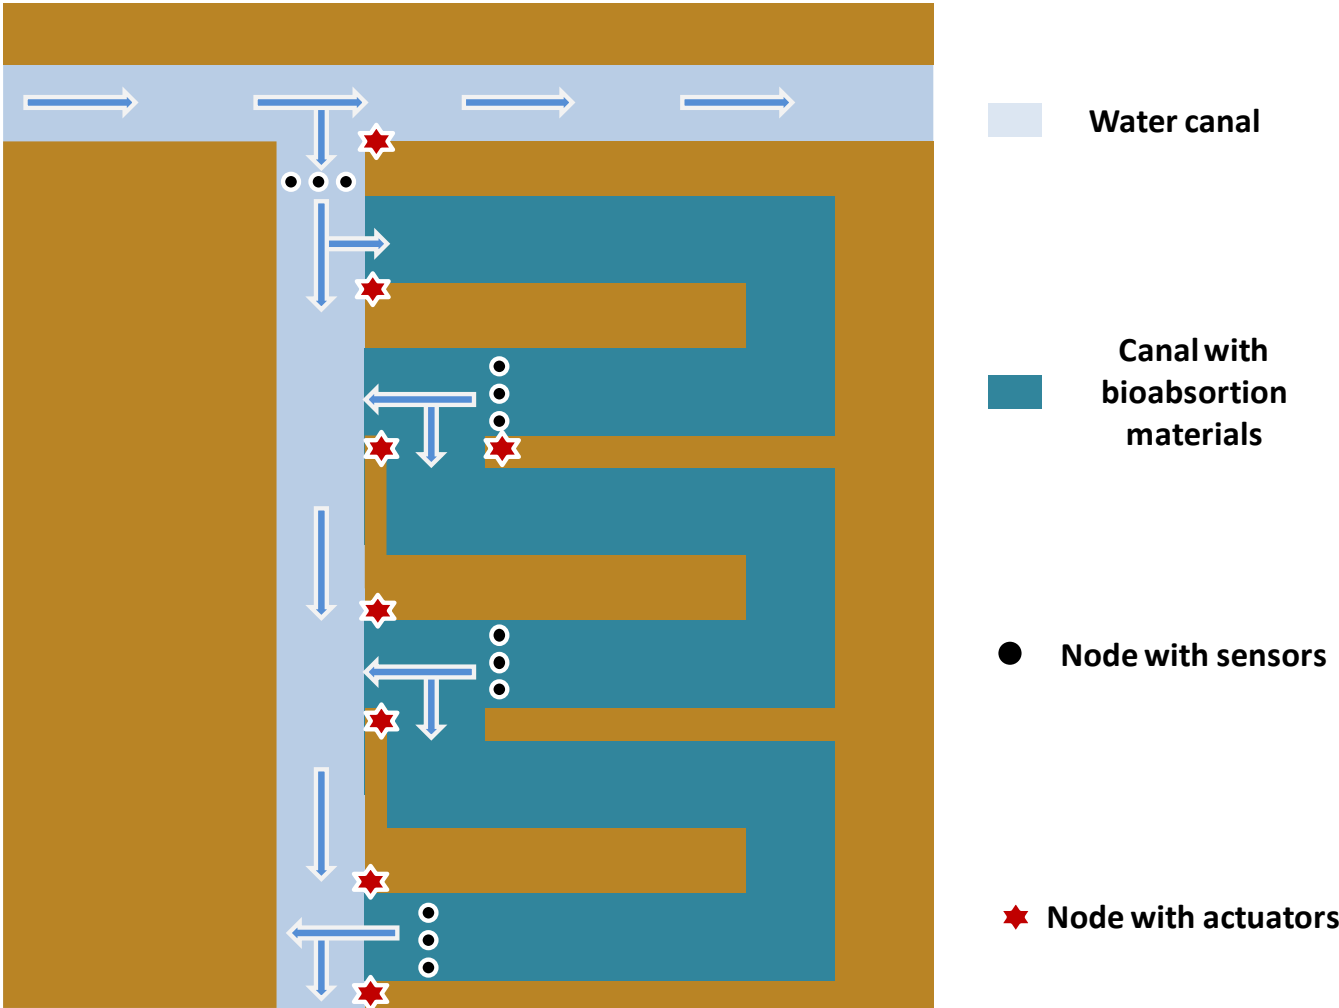 Water canal
Canal with
bioabsortion
materials
Node with sensors
Node with actuators